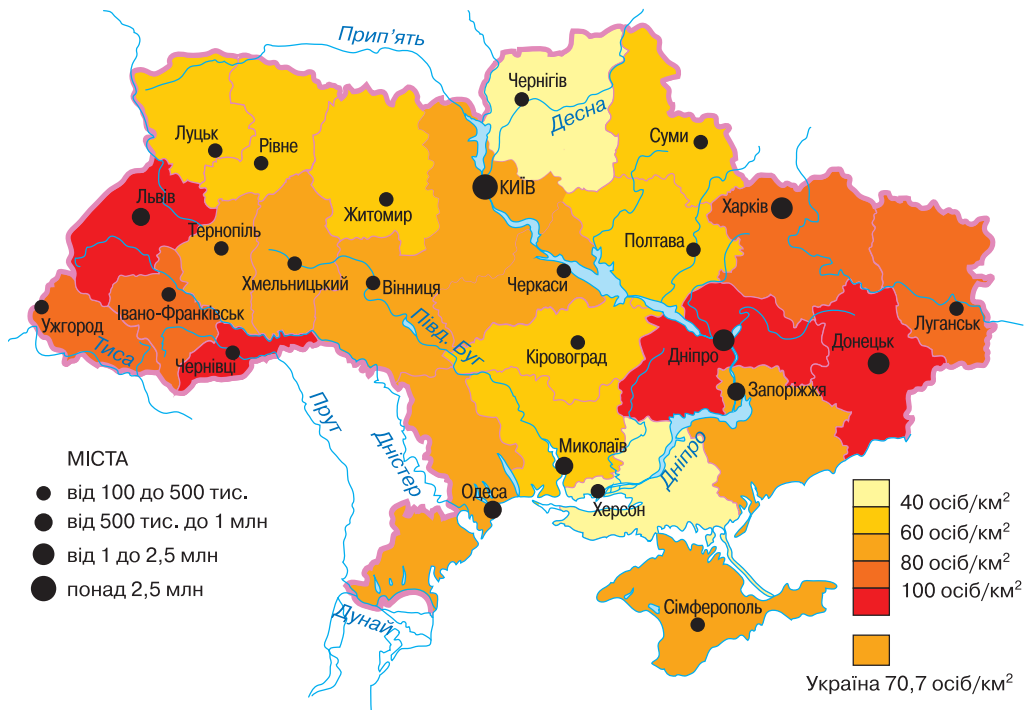 Прип'ять
Чернігів
Десна
Луцьк
Рівне
Суми
КИЇВ
Львів
Житомир
Харків
Тернопіль
Полтава
Хмельницький
Вінниця
Черкаси
Івано-Франківськ
Ужгород
Тиса
Чернівці
Півд. Буг
Кіровоград
Дніпро
Донецьк
Луганськ
Запоріжжя
Прут
Дністер
Миколаїв
Дніпро
Одеса
Херсон
Сімферополь
Дунай
МІСТА
від 100 до 500 тис.
від 500 тис. до 1 млн
від 1 до 2,5 млн
понад 2,5 млн
40 осіб/км²
60 осіб/км²
80 осіб/км²
100 осіб/км²
Україна 70,7 осіб/км²